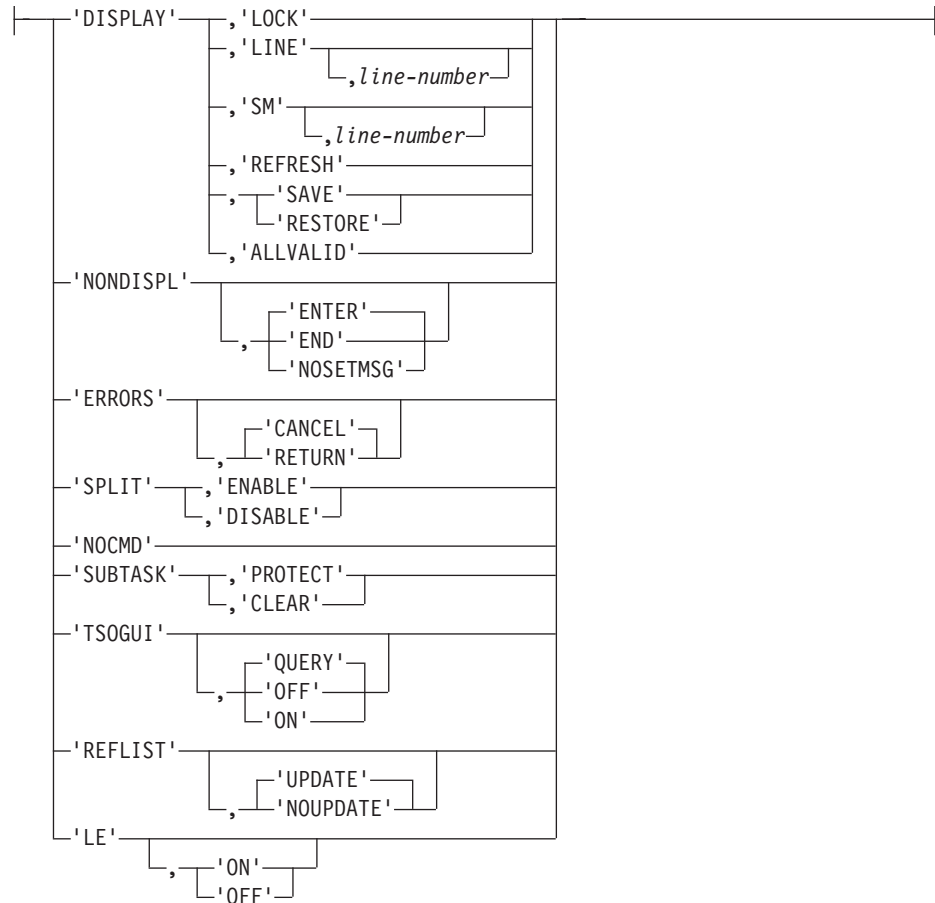 'DISPLAY' ,'LOCK'
,'LINE'
,line-number
,'SM'
,line-number
,'REFRESH'
, 'SAVE'
'RESTORE'
,'ALLVALID'
'NONDISPL'
'ENTER'
, 'END'
'NOSETMSG'
'ERRORS'
'CANCEL'
, 'RETURN'
'SPLIT' ,'ENABLE'
,'DISABLE'
'NOCMD'
'SUBTASK' ,'PROTECT'
,'CLEAR'
'TSOGUI'
'QUERY'
, 'OFF'
'ON'
'REFLIST'
'UPDATE'
, 'NOUPDATE'
'LE'
, 'ON'
'OFF'